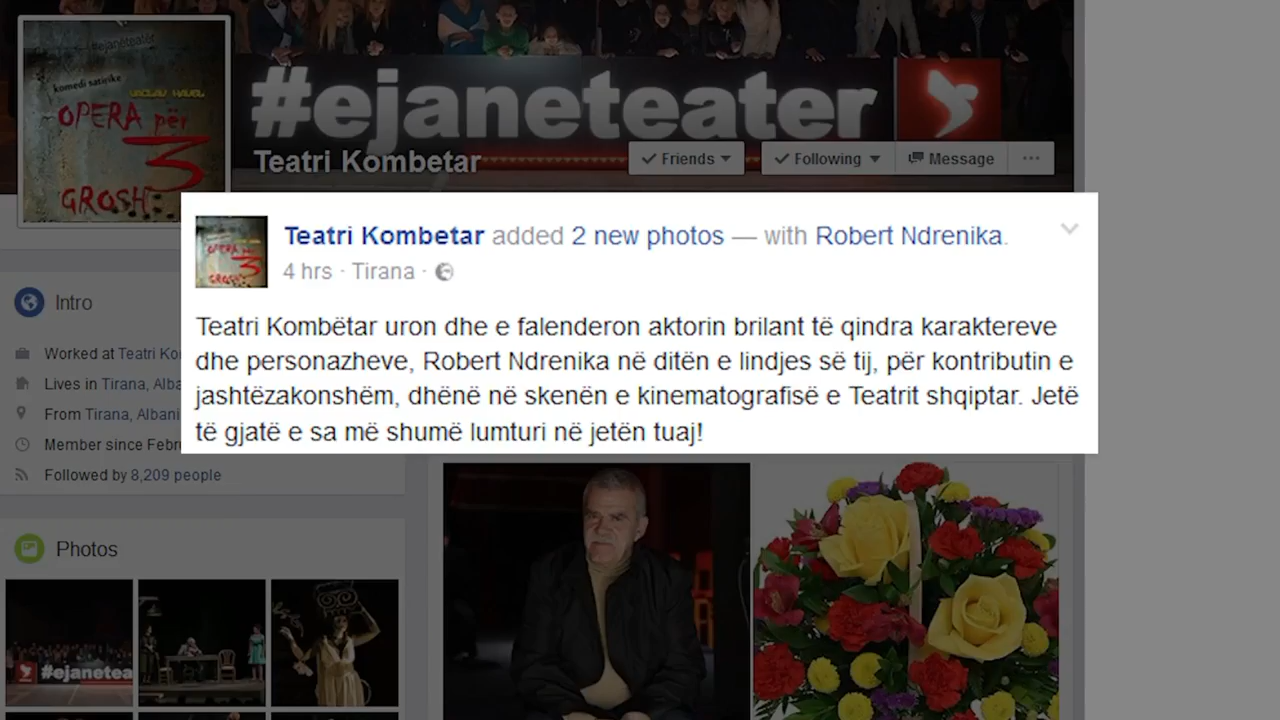 #ejaneteater
komedi satirike
VACLAV HAVEL
OPERA për
3
GROSH
#ejaneteater
Teatri Kombetar
Friends
Following
Message
Teatri Kombetar added 2 new photos — with Robert Ndrenika.
4 hrs · Tirana ·
Teatri Kombëtar uron dhe e falenderon aktorin brilant të qindra karaktereve
dhe personazheve, Robert Ndrenika në ditën e lindjes së tij, për kontributin e
jashtëzakonshëm, dhënë në skenën e kinematografisë e Teatrit shqiptar. Jetë
të gjatë e sa më shumë lumturi në jetën tuaj!
Intro
Worked at Teatri Ko
Lives in Tirana, Alba
From Tirana, Albani
Member since Febru
Followed by 8,209 people
Photos
#ejanetea